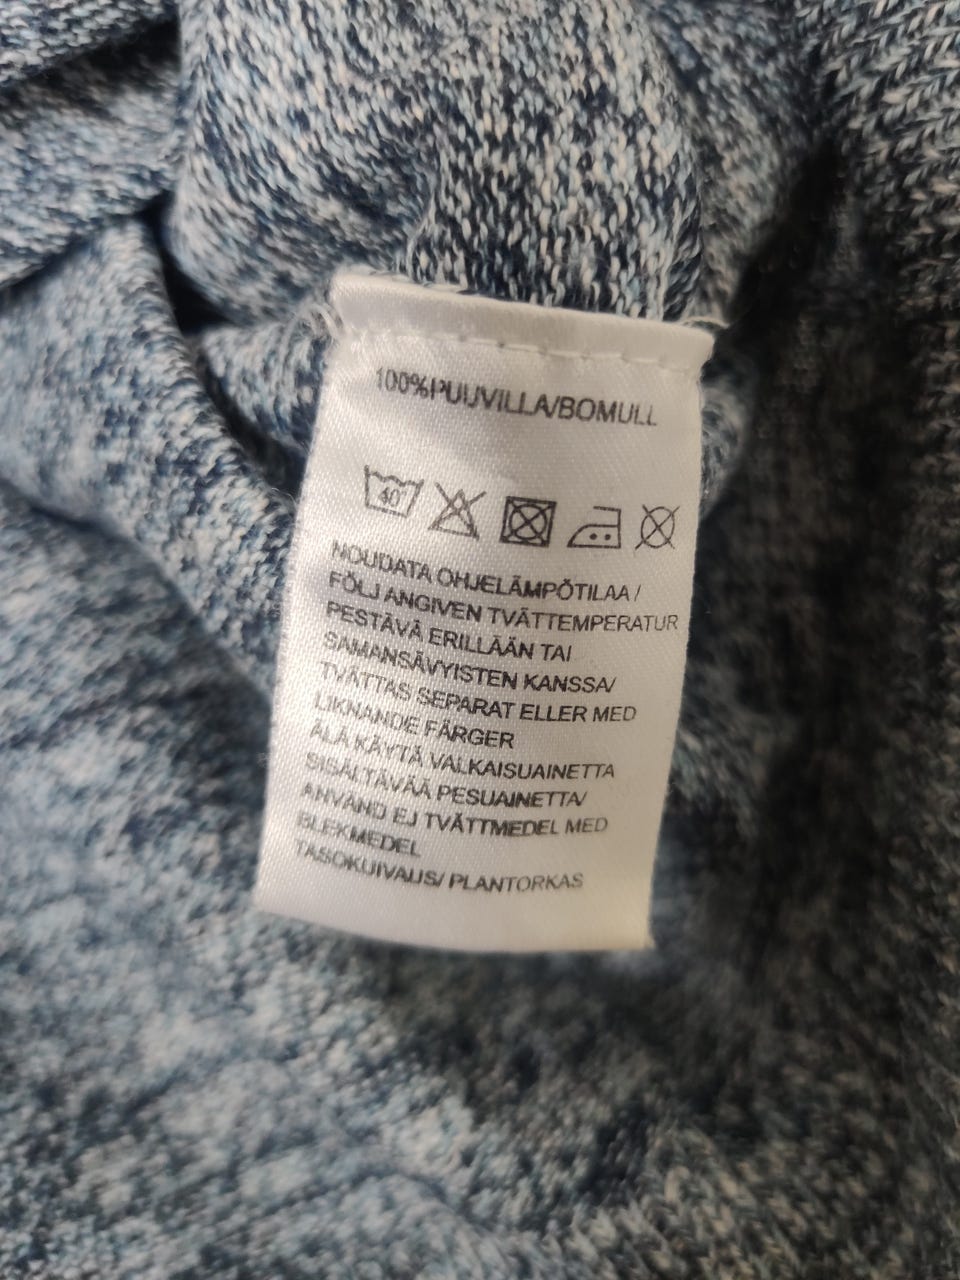 100%PUUVILLA/BOMULL
40°
NOUDATA OHJELÄMPÖTILAA/
FÖLJ ANGIVEN TVÄTTEMPERATUR
PESTÄVÄ ERILLÄÄN TAI
SAMANSÄVYISTEN KANSSA/
TVÄTTAS SEPARAT ELLER MED
LIKNANDE FÄRGER
ÄLÄ KÄYTÄ VALKAISUAINETTA
SISÄLTÄVÄÄ PESUAINETTA/
ANVÄND EJ TVÄTTMEDEL MED
BLEKMEDEL
TASOKUIVAUS/ PLANTORKAS